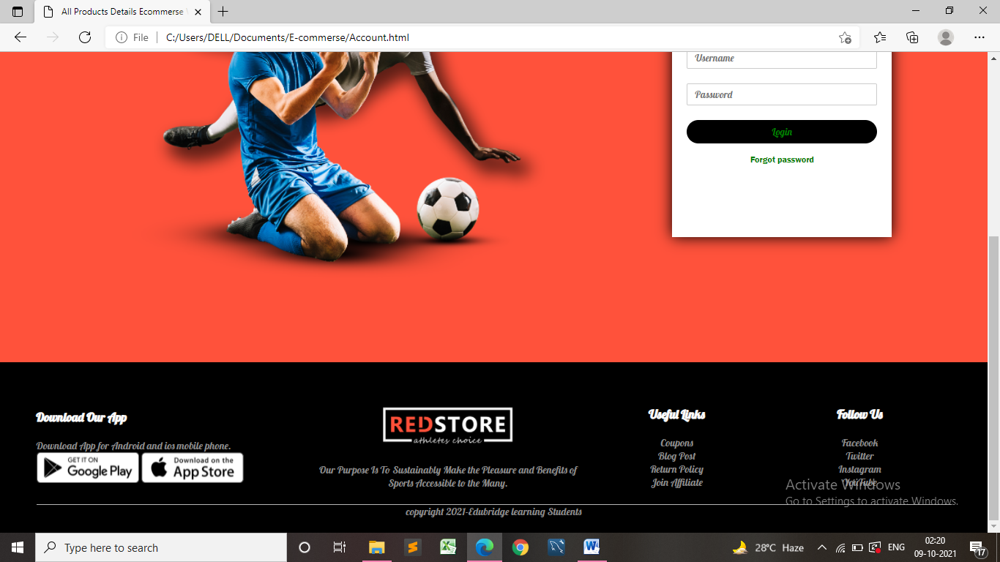 All Products Details Ecommerse
File
C:/Users/DELL/Documents/E-commerse/Account.html
Username
Password
Login
Forgot password
Download Our App
Download App for Android and ios mobile phone.
GET IT ON
Google Play
Download on the
App Store
REDSTORE
athletes choice
Our Purpose Is To Sustainably Make the Pleasure and Benefits of
Sports Accessible to the Many.
Useful Links
Coupons
Blog Post
Return Policy
Join Affiliate
Follow Us
Facebook
Twitter
Instagram
YouTube
Activate Windows
Go to Settings to activate Windows.
copyright 2021-Edubridge learning Students
Type here to search
28°C Haze
ENG
02:20
09-10-2021
17